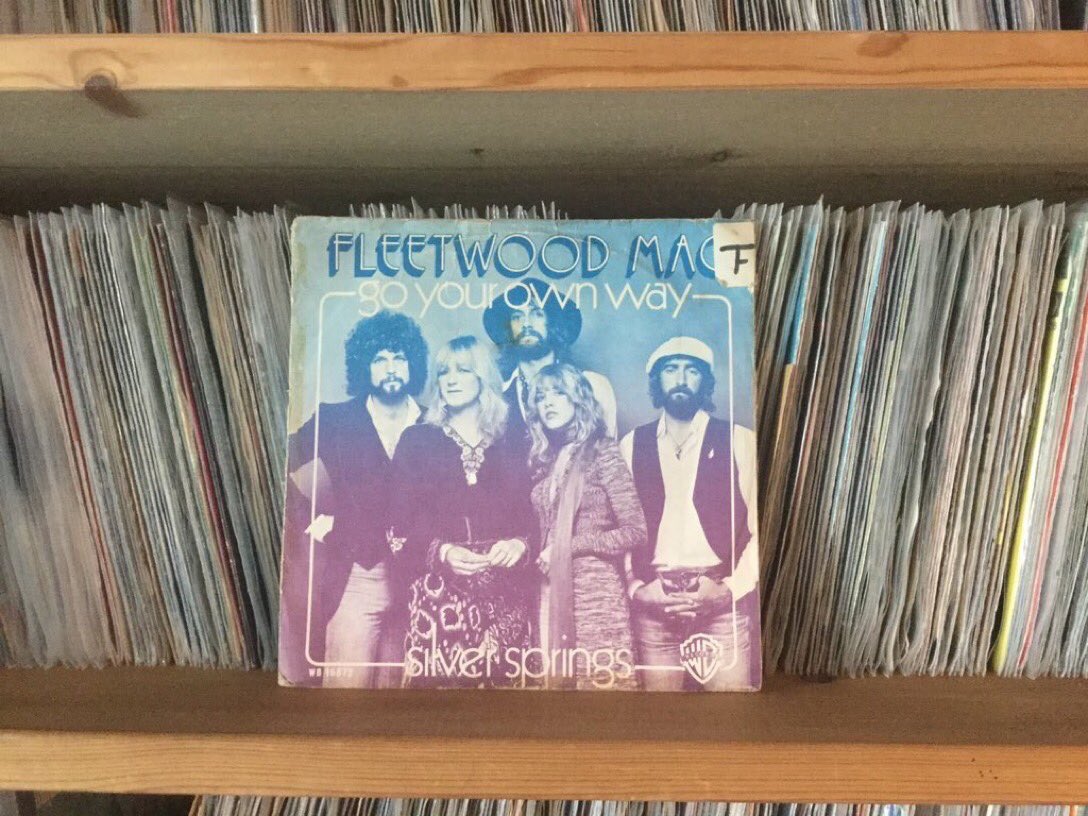 FLEETWOOD MAC
F
go your own way
silver springs